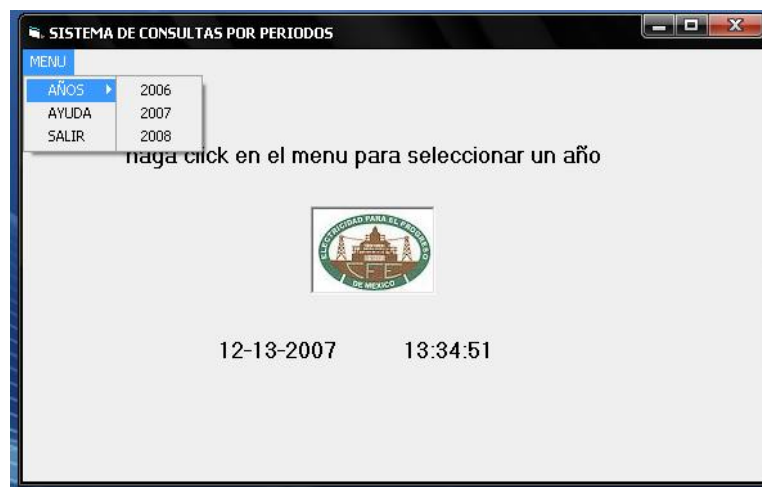 SISTEMA DE CONSULTAS POR PERIODOS
MENU
AÑOS
2006
AYUDA
2007
SALIR
2008
haga click en el menu para seleccionar un año
ELECTRICIDAD PARA EL PROGRESO
CFE
DE MEXICO
12-13-2007 13:34:51